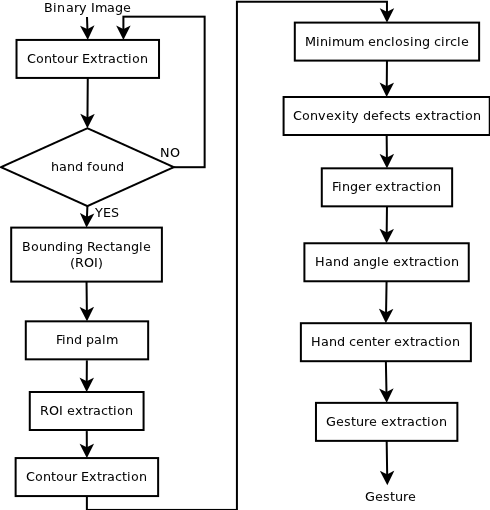 Binary Image
Contour Extraction
hand found
NO
YES
Bounding Rectangle
(ROI)
Find palm
ROI extraction
Contour Extraction
Minimum enclosing circle
Convexity defects extraction
Finger extraction
Hand angle extraction
Hand center extraction
Gesture extraction
Gesture